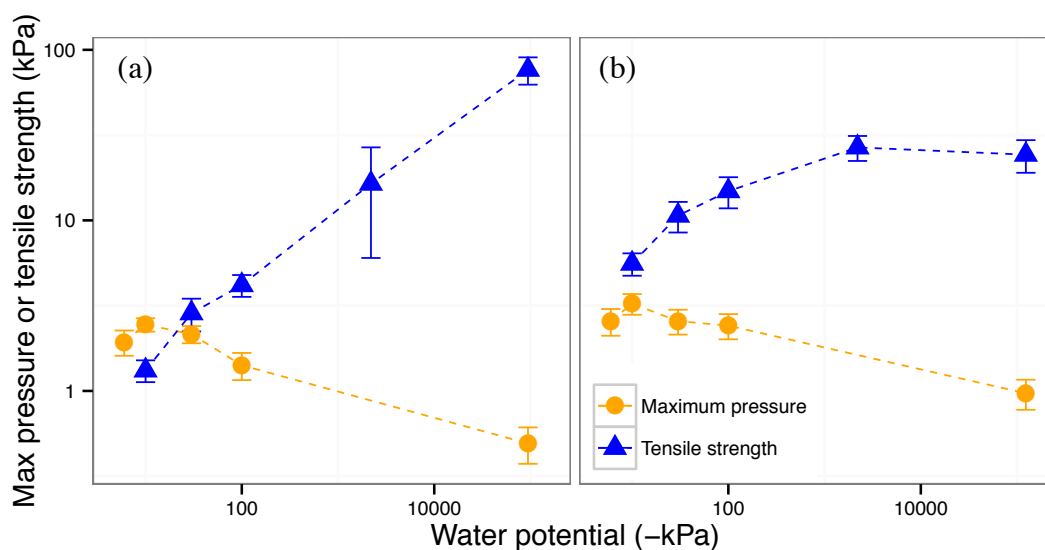 Max pressure or tensile strength (kPa)
100
10
1
(a)
(b)
Maximum pressure
Tensile strength
100
10000
100
10000
Water potential (−kPa)